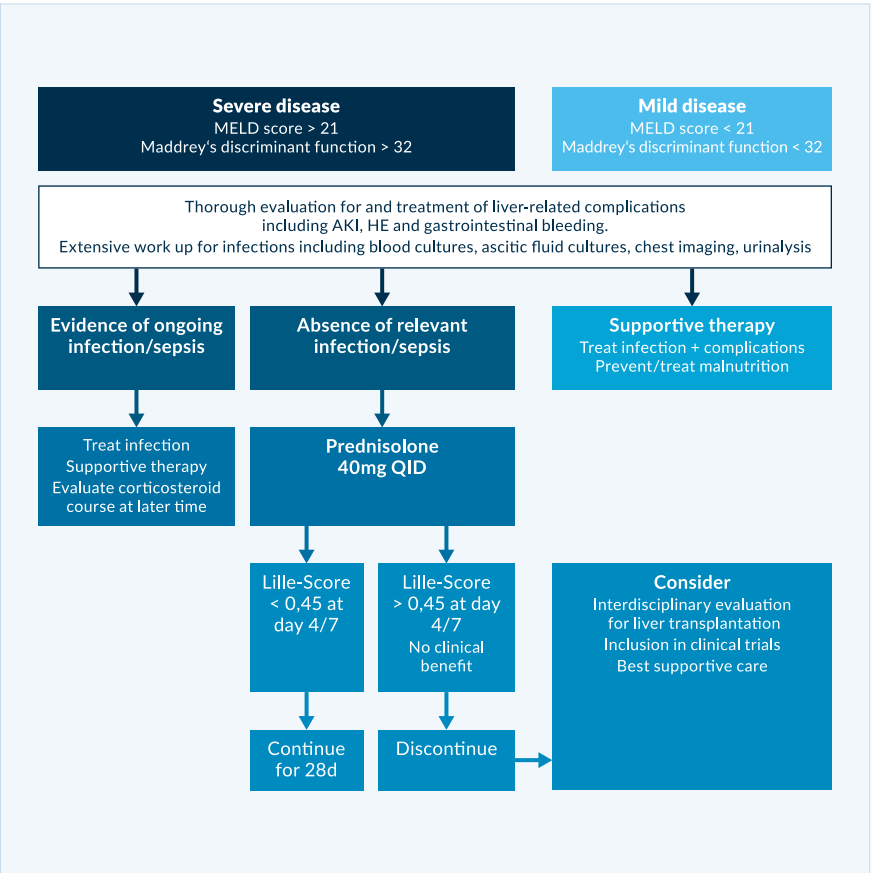 Severe disease
MELD score > 21
Maddrey‘s discriminant function > 32
Mild disease
MELD score < 21
Maddrey‘s discriminant function < 32
Thorough evaluation for and treatment of liver-related complications
including AKI, HE and gastrointestinal bleeding.
Extensive work up for infections including blood cultures, ascitic fluid cultures, chest imaging, urinalysis
Evidence of ongoing
infection/sepsis
Absence of relevant
infection/sepsis
Supportive therapy
Treat infection + complications
Prevent/treat malnutrition
Treat infection
Supportive therapy
Evaluate corticosteroid
course at later time
Prednisolone
40mg QID
Lille-Score
< 0,45 at
day 4/7
Lille-Score
> 0,45 at day
4/7
No clinical
benefit
Consider
Interdisciplinary evaluation
for liver transplantation
Inclusion in clinical trials
Best supportive care
Continue
for 28d
Discontinue